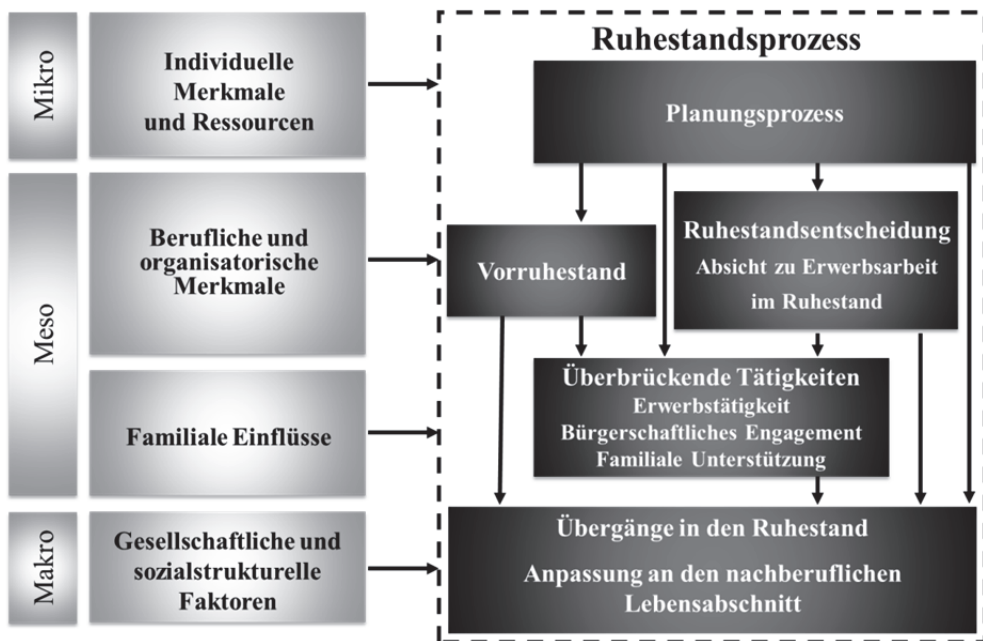 Mikro
Individuelle
Merkmale
und Ressourcen
Meso
Berufliche und
organisatorische
Merkmale
Familiale Einflüsse
Makro
Gesellschaftliche und
sozialstrukturelle
Faktoren
Ruhestandsprozess
Planungsprozess
Vorruhestand
Ruhestandsentscheidung
Absicht zu Erwerbsarbeit
im Ruhestand
Überbrückende Tätigkeiten
Erwerbstätigkeit
Bürgerschaftliches Engagement
Familiale Unterstützung
Übergänge in den Ruhestand
Anpassung an den nachberuflichen
Lebensabschnitt